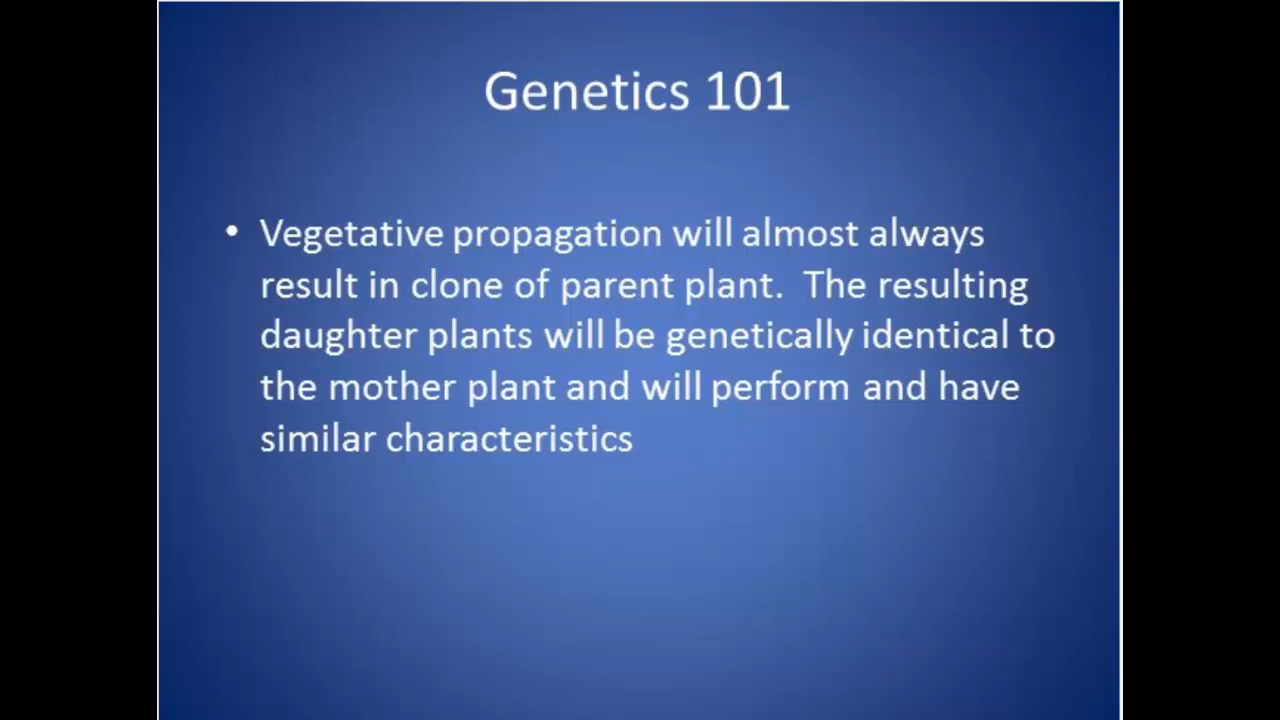 Genetics 101
• Vegetative propagation will almost always
result in clone of parent plant.  The resulting
daughter plants will be genetically identical to
the mother plant and will perform and have
similar characteristics